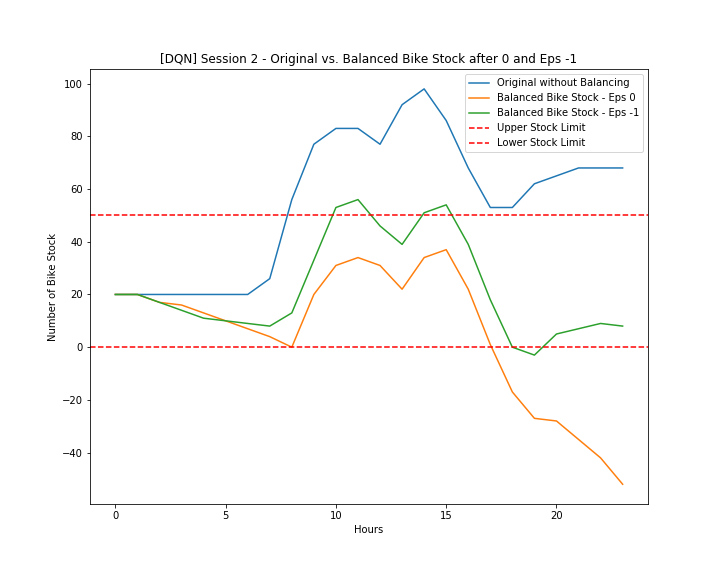 [DQN] Session 2 - Original vs. Balanced Bike Stock after 0 and Eps -1
Original without Balancing
Balanced Bike Stock - Eps 0
Balanced Bike Stock - Eps -1
Upper Stock Limit
Lower Stock Limit
Number of Bike Stock
100
80
60
40
20
0
−20
−40
0
5
10
15
20
Hours